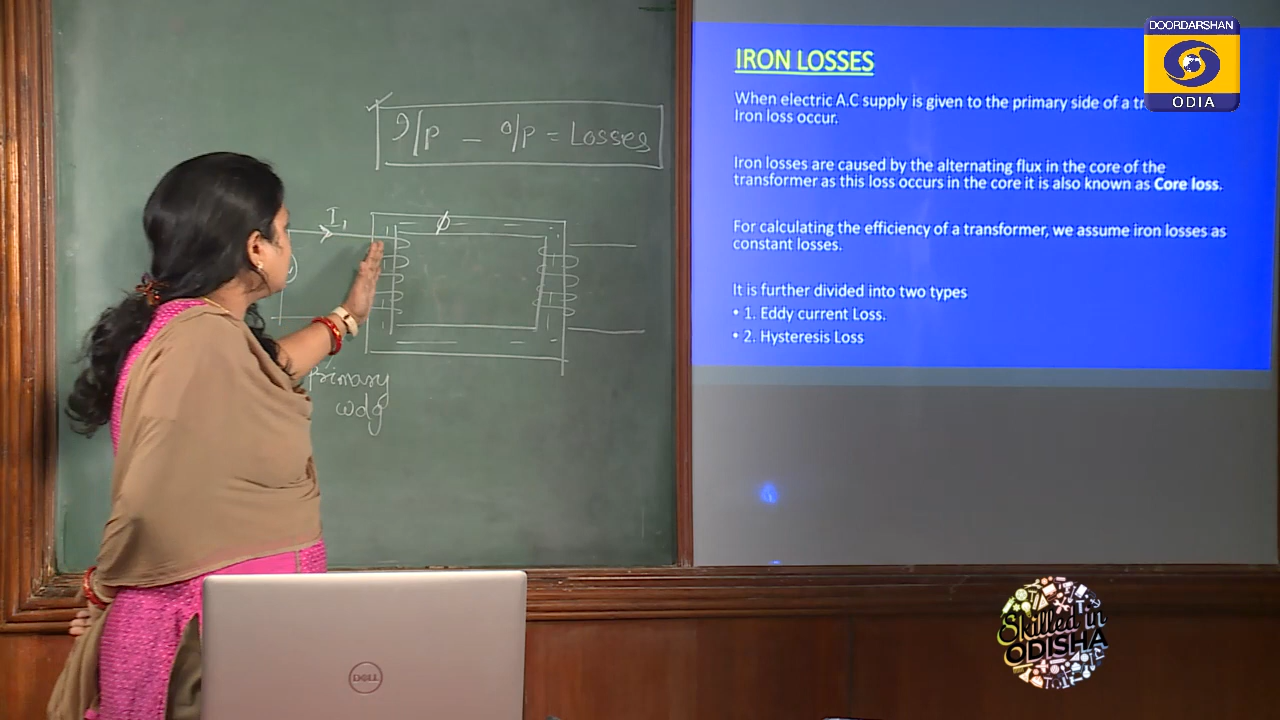 I/p - o/p = Losses
I1
ϕ
Primary
wdg
IRON LOSSES
When electric A.C supply is given to the primary side of a
Iron loss occur.
Iron losses are caused by the alternating flux in the core of the
transformer as this loss occurs in the core it is also known as Core loss.
For calculating the efficiency of a transformer, we assume iron losses as
constant losses.
It is further divided into two types
• 1. Eddy current Loss.
• 2. Hysteresis Loss
DOORDARSHAN
ODIA
Skilled in
ODISHA
DELL